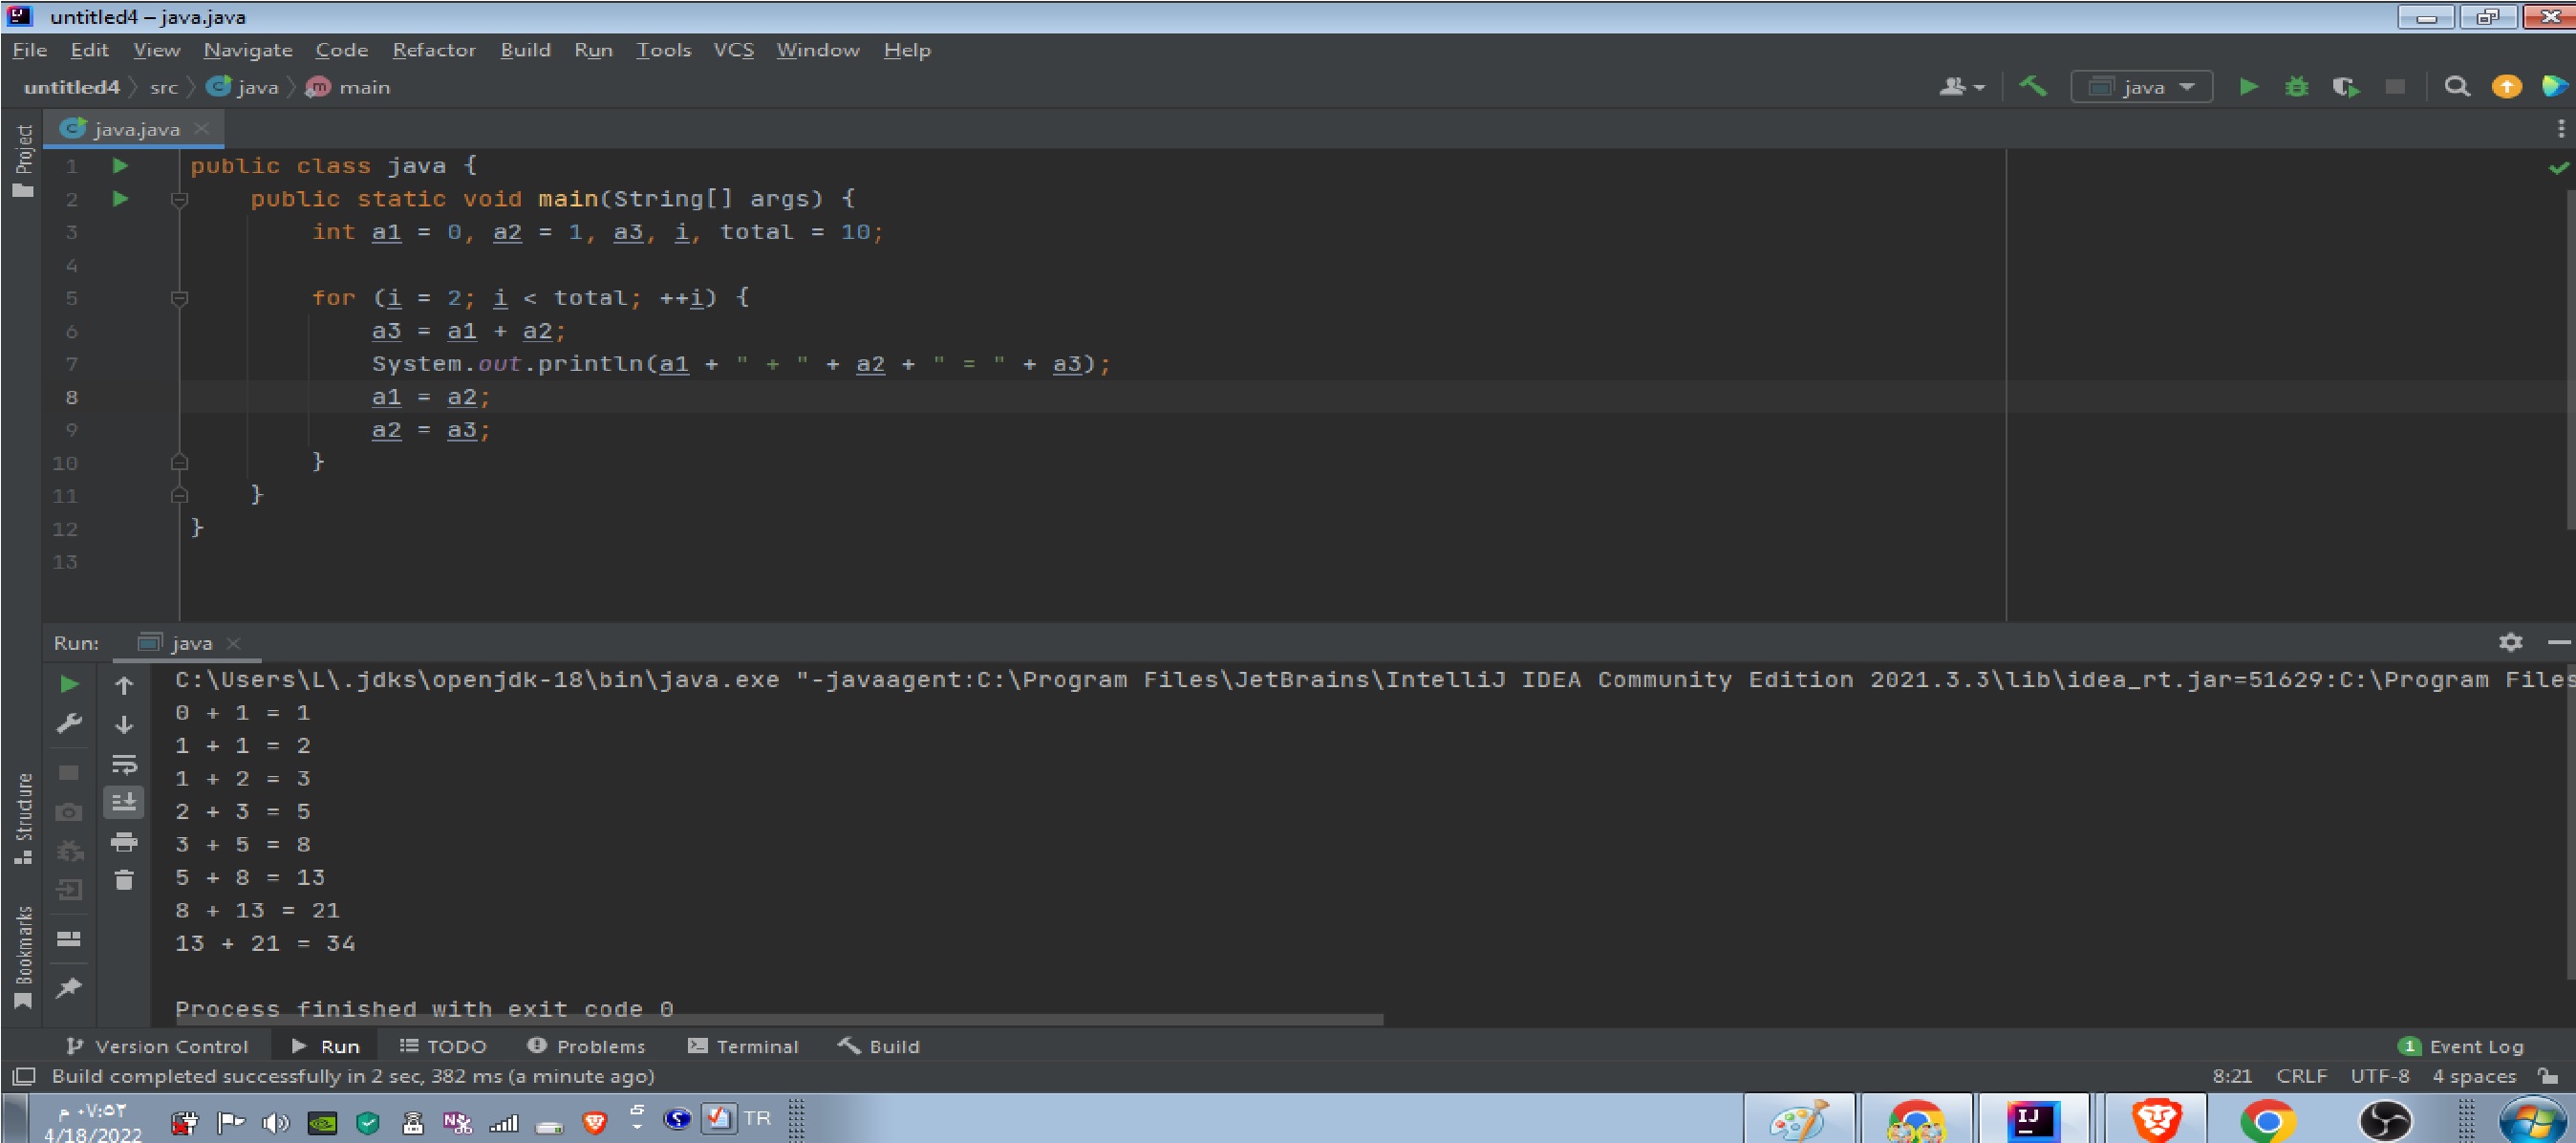 untitled4 – java.java
File Edit View Navigate Code Refactor Build Run Tools VCS Window Help
untitled4 src java main
java
Project
java.java
1 public class java {
2 public static void main(String[] args) {
3 int a1 = 0, a2 = 1, a3, i, total = 10;
4
5 for (i = 2; i < total; ++i) {
6 a3 = a1 + a2;
7 System.out.println(a1 + " + " + a2 + " = " + a3);
8 a1 = a2;
9 a2 = a3;
10 }
11 }
12 }
13
Run: java
C:\Users\L\.jdks\openjdk-18\bin\java.exe "-javaagent:C:\Program Files\JetBrains\IntelliJ IDEA Community Edition 2021.3.3\lib\idea_rt.jar=51629:C:\Program Files
0 + 1 = 1
1 + 1 = 2
1 + 2 = 3
2 + 3 = 5
3 + 5 = 8
5 + 8 = 13
8 + 13 = 21
13 + 21 = 34
Process finished with exit code 0
Structure
Bookmarks
Version Control Run TODO Problems Terminal Build
1 Event Log
Build completed successfully in 2 sec, 382 ms (a minute ago)
8:21 CRLF UTF-8 4 spaces
٠٧:٥٢ م
4/18/2022
TR
IJ